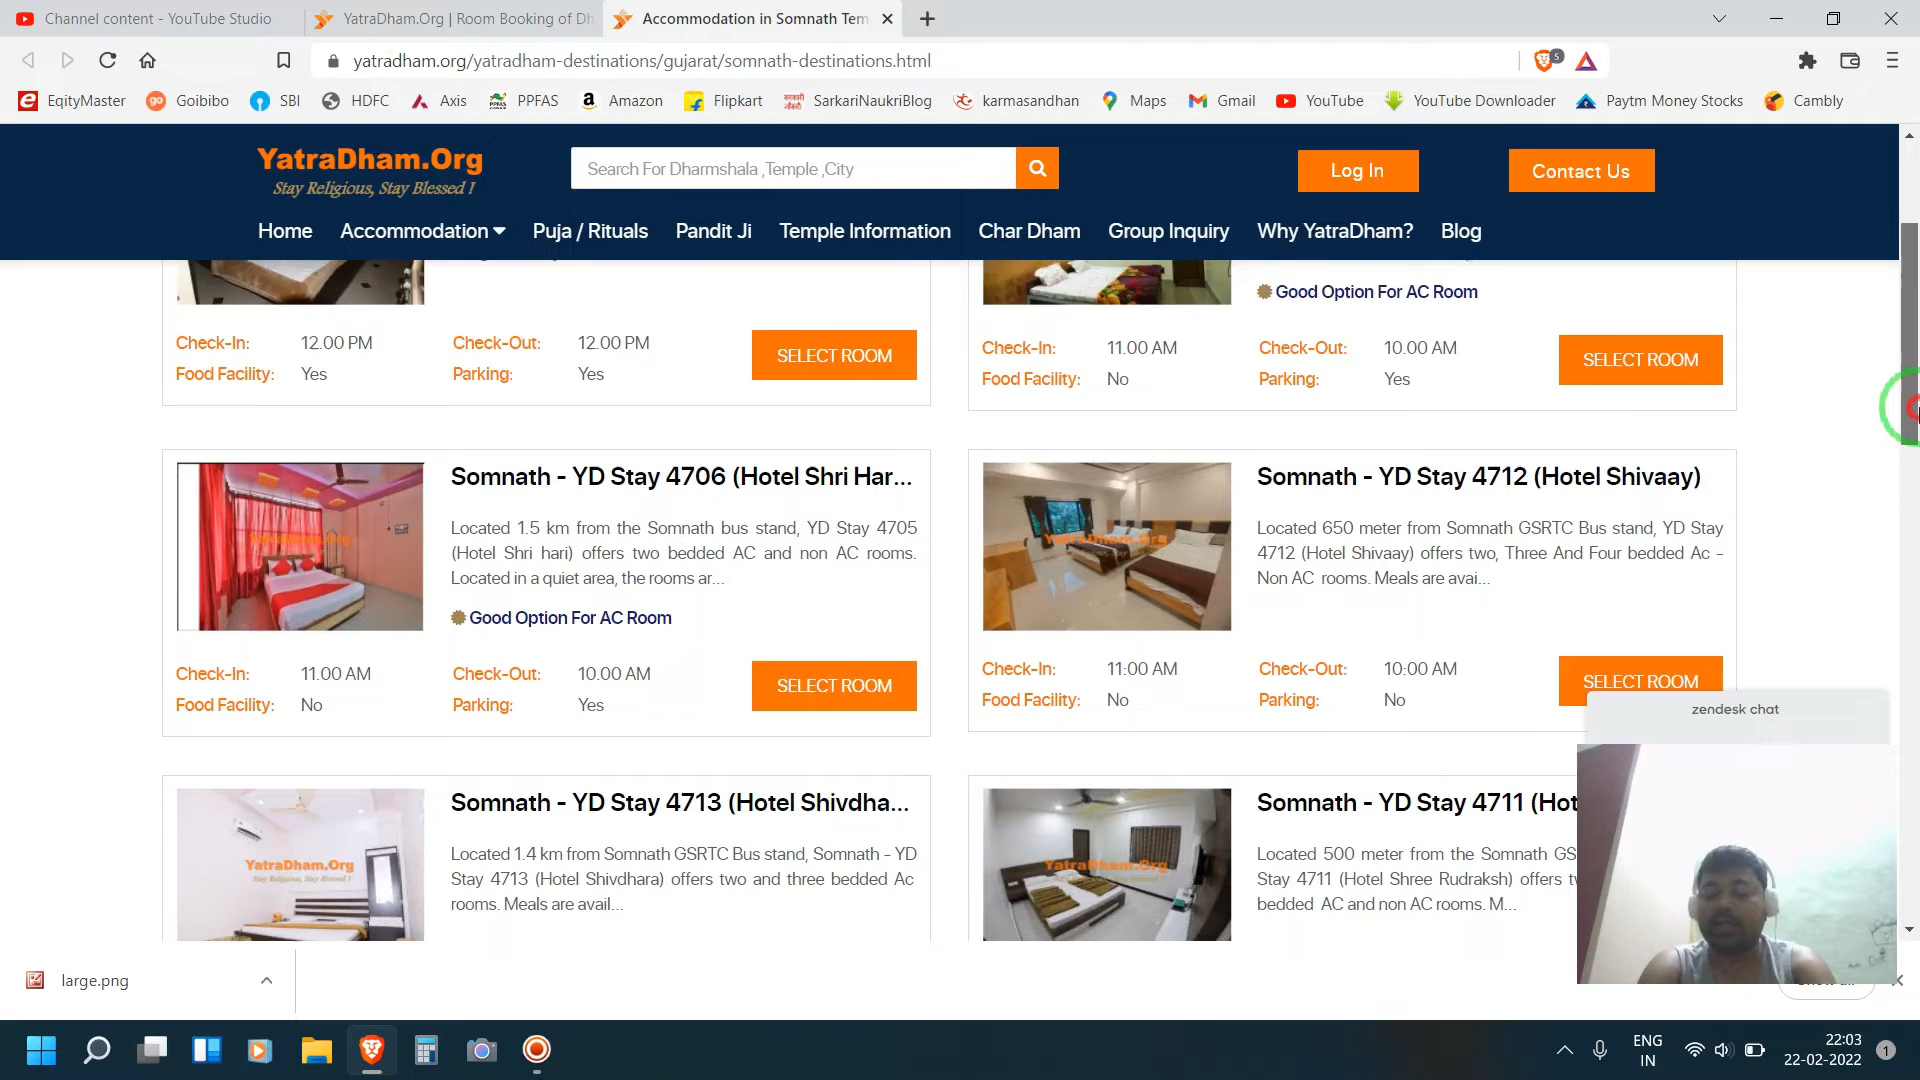 Channel content - YouTube Studio
YatraDham.Org | Room Booking of Dh
Accommodation in Somnath Tem
yatradham.org/yatradham-destinations/gujarat/somnath-destinations.html
5
EqityMaster
Goibibo
SBI
HDFC
Axis
PPFAS
Amazon
Flipkart
SarkariNaukriBlog
karmasandhan
Maps
Gmail
YouTube
YouTube Downloader
Paytm Money Stocks
Cambly
YatraDham.Org
Stay Religious, Stay Blessed !
Search For Dharmshala ,Temple ,City
Log In
Contact Us
Home
Accommodation
Puja / Rituals
Pandit Ji
Temple Information
Char Dham
Group Inquiry
Why YatraDham?
Blog
Check-In: 12.00 PM Check-Out: 12.00 PM
Food Facility: Yes Parking: Yes
SELECT ROOM
Good Option For AC Room
Check-In: 11.00 AM Check-Out: 10.00 AM
Food Facility: No Parking: Yes
SELECT ROOM
Somnath - YD Stay 4706 (Hotel Shri Har...
Located 1.5 km from the Somnath bus stand, YD Stay 4705
(Hotel Shri hari) offers two bedded AC and non AC rooms.
Located in a quiet area, the rooms ar...
Good Option For AC Room
Check-In: 11.00 AM Check-Out: 10.00 AM
Food Facility: No Parking: Yes
SELECT ROOM
YatraDham.Org
Somnath - YD Stay 4712 (Hotel Shivaay)
Located 650 meter from Somnath GSRTC Bus stand, YD Stay
4712 (Hotel Shivaay) offers two, Three And Four bedded Ac -
Non AC rooms. Meals are avai...
Check-In: 11:00 AM Check-Out: 10:00 AM
Food Facility: No Parking: No
SELECT ROOM
YatraDham.Org
zendesk chat
Somnath - YD Stay 4713 (Hotel Shivdha...
Located 1.4 km from Somnath GSRTC Bus stand, Somnath - YD
Stay 4713 (Hotel Shivdhara) offers two and three bedded Ac
rooms. Meals are avail...
YatraDham.Org
Stay Religious, Stay Blessed !
Somnath - YD Stay 4711 (Hot
Located 500 meter from the Somnath GS
Stay 4711 (Hotel Shree Rudraksh) offers
bedded AC and non AC rooms. M...
YatraDham.Org
large.png
ENG
IN
22:03
22-02-2022
1